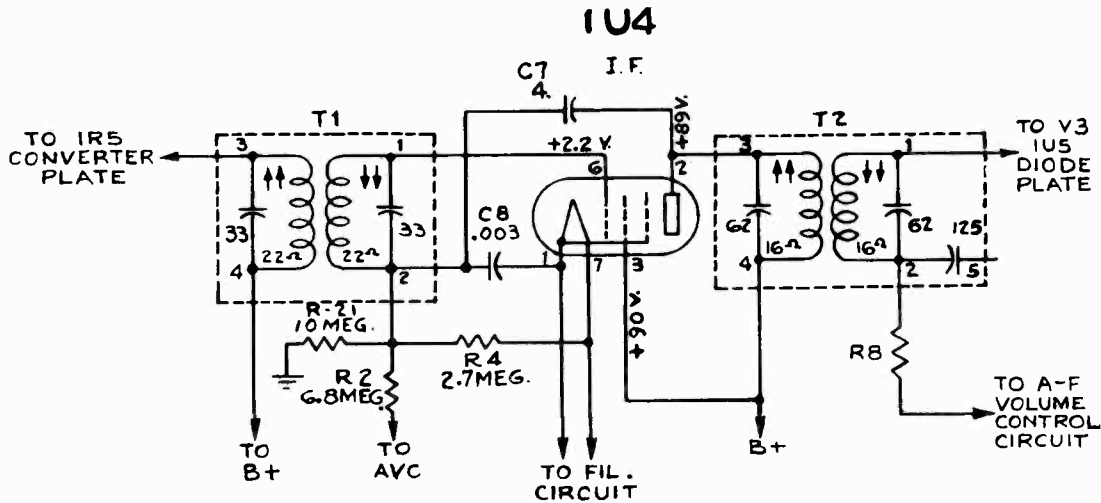 1U4
I.F.
C7
4.
+89V.
T1
T2
TO 1R5
CONVERTER
PLATE
TO V3
1U5
DIODE
PLATE
3
1
+2.2 V.
6
2
3
1
33
33
C8
.003
62
62
125
22Ω
22Ω
16Ω
16Ω
4
2
1
7
3
4
2
5
+90V.
R-21
10 MEG.
R4
2.7MEG.
R2
6.8MEG.
R8
TO
B+
TO
AVC
TO FIL.
CIRCUIT
B+
TO A-F
VOLUME
CONTROL
CIRCUIT